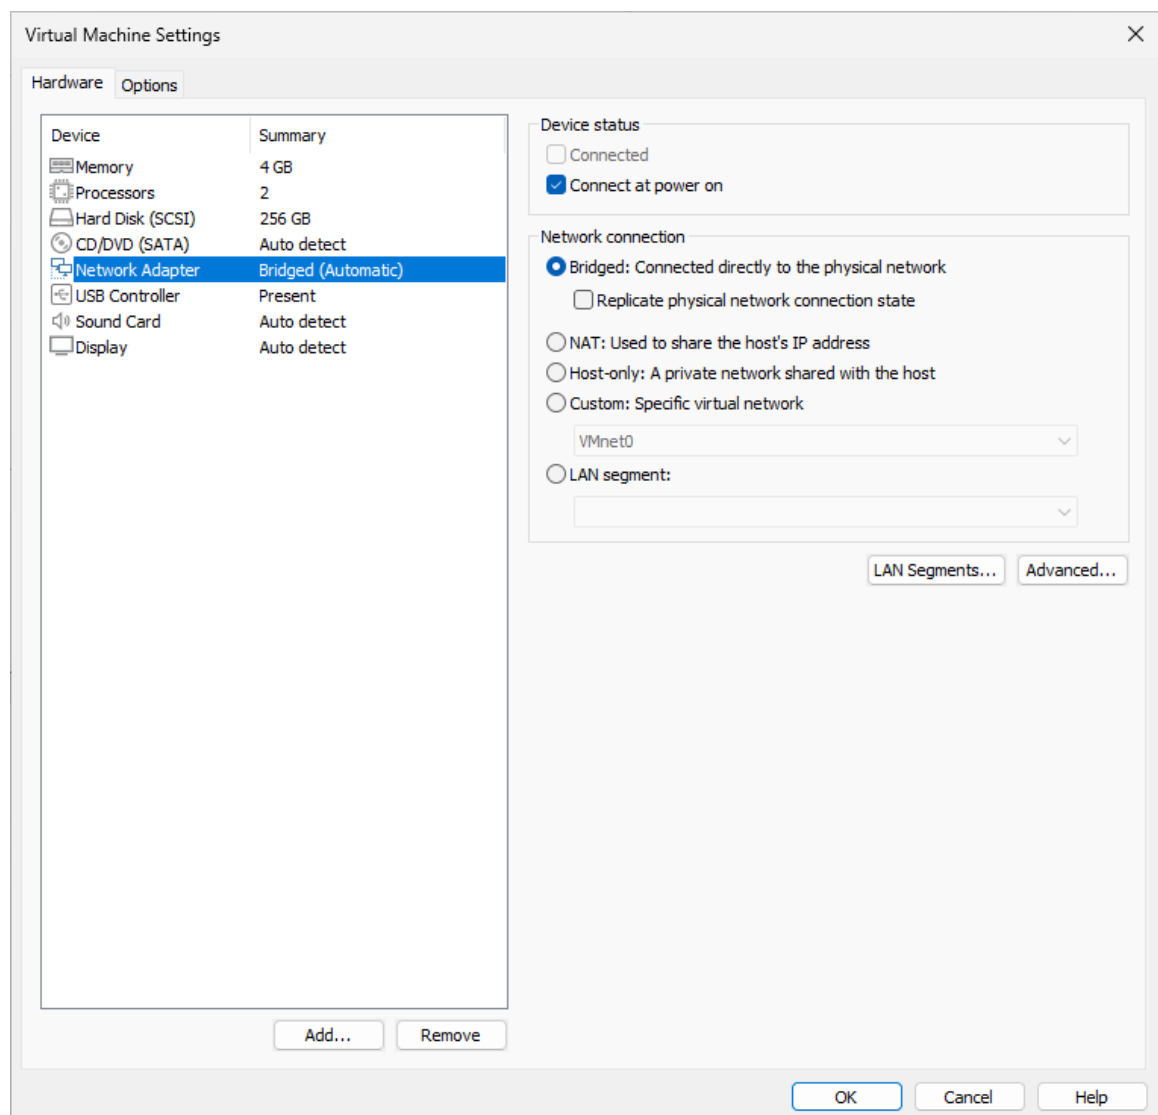 Virtual Machine Settings
Hardware
Options
Device Summary
Memory 4 GB
Processors 2
Hard Disk (SCSI) 256 GB
CD/DVD (SATA) Auto detect
Network Adapter Bridged (Automatic)
USB Controller Present
Sound Card Auto detect
Display Auto detect
Add...
Remove
Device status
Connected
Connect at power on
Network connection
Bridged: Connected directly to the physical network
Replicate physical network connection state
NAT: Used to share the host's IP address
Host-only: A private network shared with the host
Custom: Specific virtual network
VMnet0
LAN segment:
LAN Segments...
Advanced...
OK
Cancel
Help